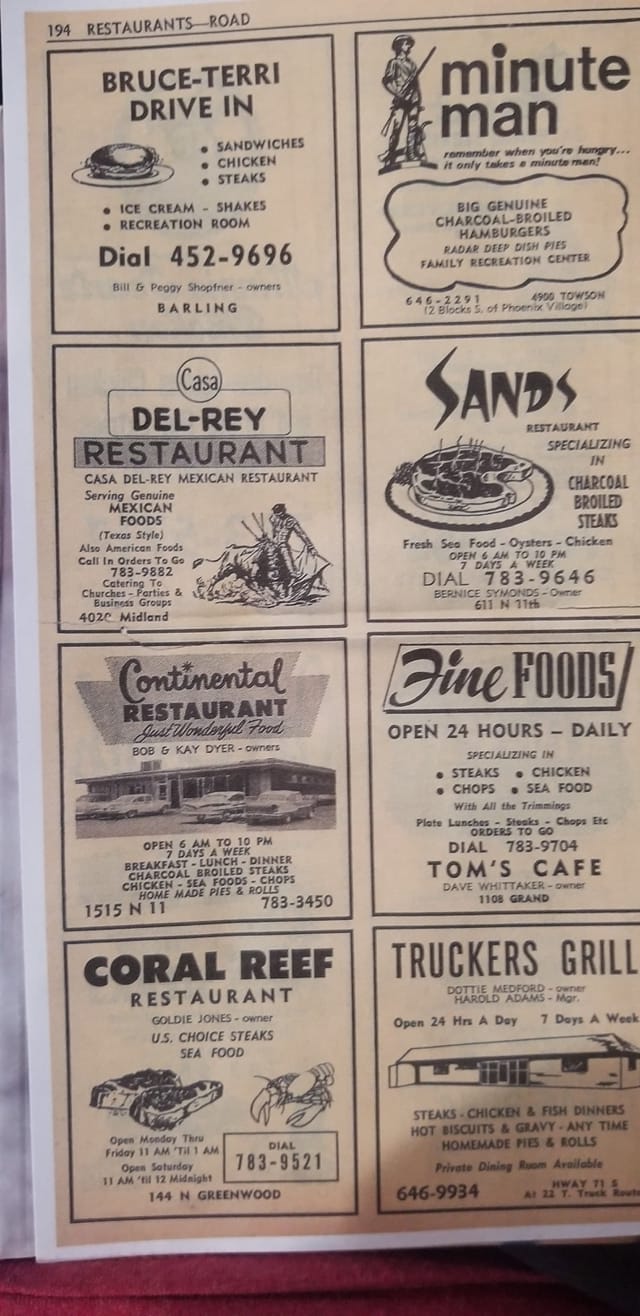 194 RESTAURANTS—ROAD
BRUCE-TERRI
DRIVE IN
• SANDWICHES
• CHICKEN
• STEAKS
• ICE CREAM - SHAKES
• RECREATION ROOM
Dial 452-9696
Bill & Peggy Shopfner - owners
BARLING
minute
man
remember when you're hungry...
it only takes a minute man!
BIG GENUINE
CHARCOAL-BROILED
HAMBURGERS
RADAR DEEP DISH PIES
FAMILY RECREATION CENTER
646-2291 4900 TOWSON
(2 Blocks S. of Phoenix Village)
Casa
DEL-REY
RESTAURANT
CASA DEL-REY MEXICAN RESTAURANT
Serving Genuine
MEXICAN
FOODS
(Texas Style)
Also American Foods
Call In Orders To Go
783-9882
Catering To
Churches - Parties &
Business Groups
Midland
SANDS
RESTAURANT
SPECIALIZING
IN
CHARCOAL
BROILED
STEAKS
Fresh Sea Food - Oysters - Chicken
OPEN 6 AM TO 10 PM
7 DAYS A WEEK
DIAL 783-9646
BERNICE SYMONDS - Owner
611 N 11th
Continental
RESTAURANT
Just Wonderful Food
BOB & KAY DYER - owners
OPEN 6 AM TO 10 PM
7 DAYS A WEEK
BREAKFAST - LUNCH - DINNER
CHARCOAL BROILED STEAKS
CHICKEN - SEA FOODS - CHOPS
HOME MADE PIES & ROLLS
1515 N 11 783-3450
Fine FOODS
OPEN 24 HOURS — DAILY
SPECIALIZING IN
• STEAKS • CHICKEN
• CHOPS • SEA FOOD
With All the Trimmings
Plate Lunches - Steaks - Chops Etc
ORDERS TO GO
DIAL 783-9704
TOM'S CAFE
DAVE WHITTAKER - owner
1108 GRAND
CORAL REEF
RESTAURANT
GOLDIE JONES - owner
U.S. CHOICE STEAKS
SEA FOOD
Open Monday Thru
Friday 11 AM 'Til 1 AM
Open Saturday
11 AM 'til 12 Midnight
DIAL
783-9521
144 N GREENWOOD
TRUCKERS GRILL
DOTTIE MEDFORD - owner
HAROLD ADAMS - Mgr.
Open 24 Hrs A Day 7 Days A Week
STEAKS - CHICKEN & FISH DINNERS
HOT BISCUITS & GRAVY - ANY TIME
HOMEMADE PIES & ROLLS
Private Dining Room Available
646-9934 HWAY 71 S
At 22 T. Truck Route